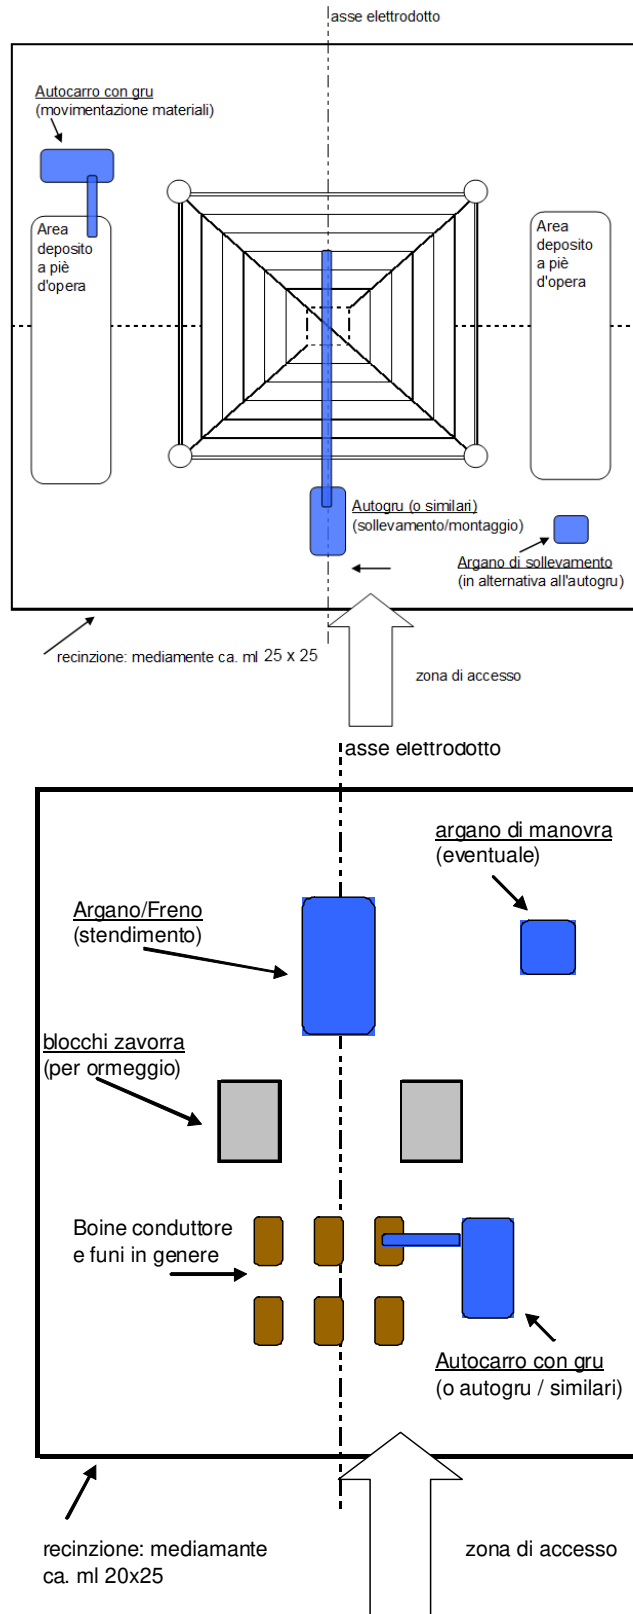 asse elettrodotto
Autocarro con gru
(movimentazione materiali)
Area
deposito
a piè
d'opera
Area
deposito
a piè
d'opera
Autogru (o similari)
(sollevamento/montaggio)
Argano di sollevamento
(in alternativa all'autogru)
recinzione: mediamente ca. ml 25 x 25
zona di accesso
asse elettrodotto
argano di manovra
(eventuale)
Argano/Freno
(stendimento)
blocchi zavorra
(per ormeggio)
Boine conduttore
e funi in genere
Autocarro con gru
(o autogru / similari)
recinzione: mediamante
ca. ml 20x25
zona di accesso